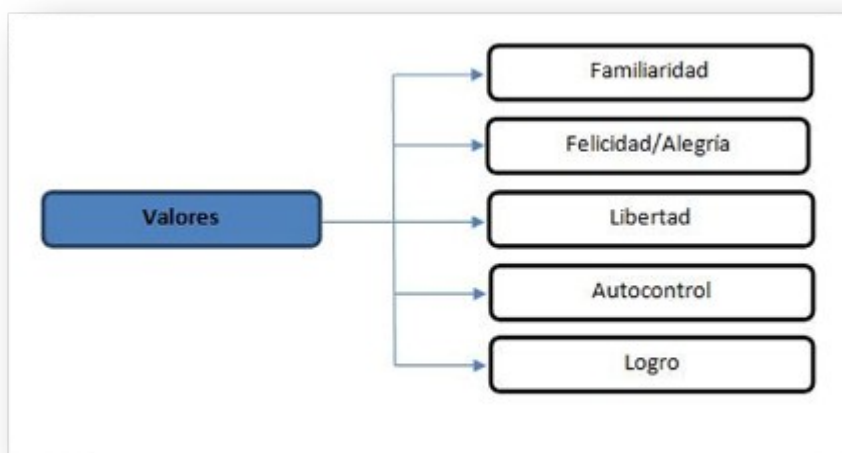 Familiaridad
Felicidad/Alegría
Valores
Libertad
Autocontrol
Logro